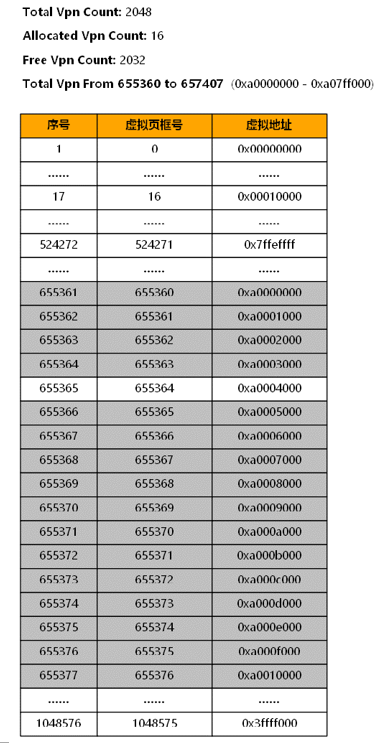 Total Vpn Count: 2048
Allocated Vpn Count: 16
Free Vpn Count: 2032
Total Vpn From 655360 to 657407 (0xa0000000 - 0xa07ff000)
序号 虚拟页框号 虚拟地址
1 0 0x00000000
...... ...... ......
17 16 0x00010000
...... ...... ......
524272 524271 0x7ffeffff
...... ...... ......
655361 655360 0xa0000000
655362 655361 0xa0001000
655363 655362 0xa0002000
655364 655363 0xa0003000
655365 655364 0xa0004000
655366 655365 0xa0005000
655367 655366 0xa0006000
655368 655367 0xa0007000
655369 655368 0xa0008000
655370 655369 0xa0009000
655371 655370 0xa000a000
655372 655371 0xa000b000
655373 655372 0xa000c000
655374 655373 0xa000d000
655375 655374 0xa000e000
655376 655375 0xa000f000
655377 655376 0xa0010000
...... ...... ......
1048576 1048575 0x3ffff000